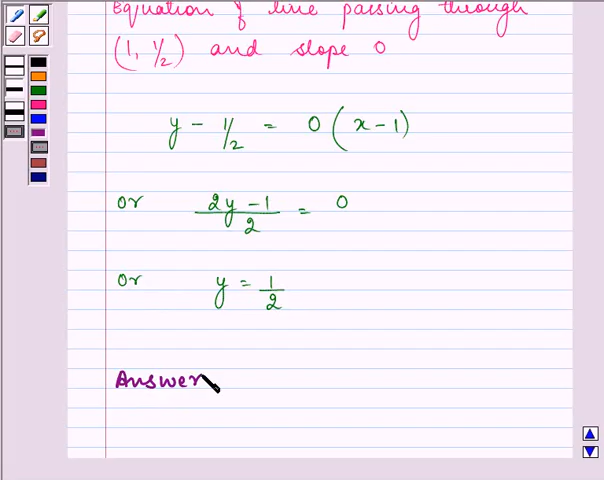 Equation of line passing through
(1, 1/2) and slope 0
y - 1/2 = 0 (x - 1)
or 2y - 1 / 2 = 0
or y = 1/2
Answer